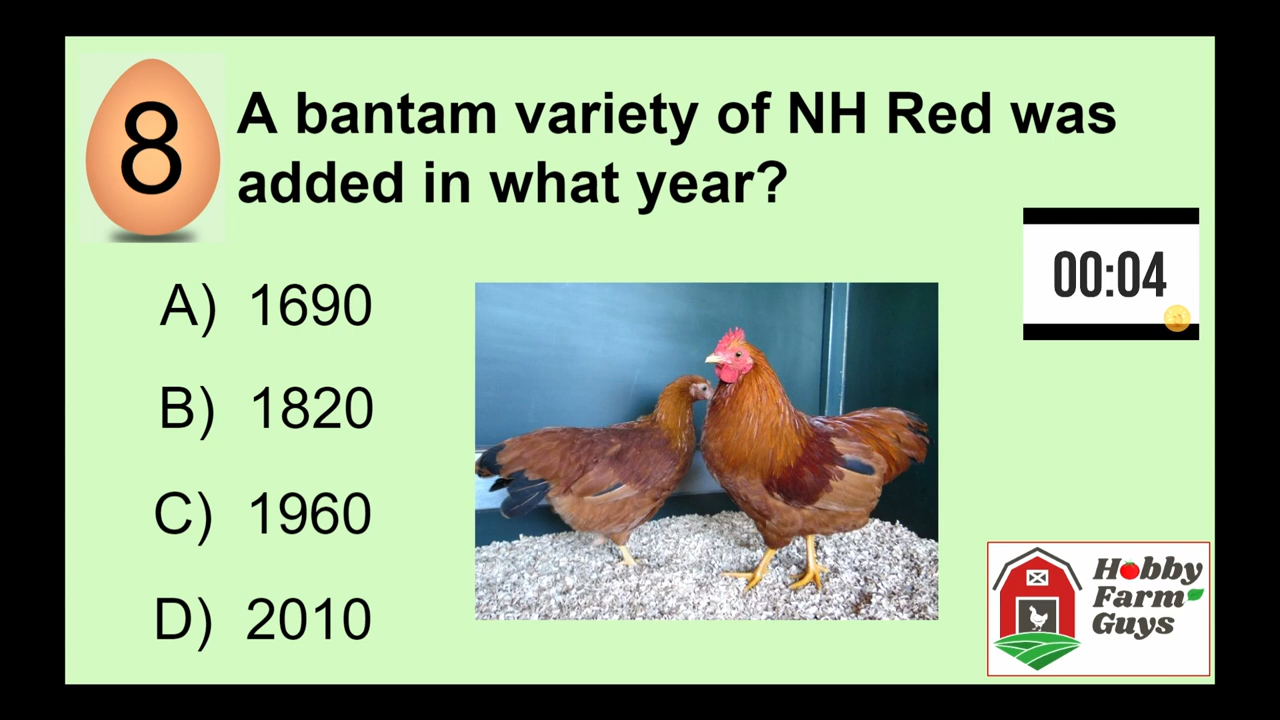 8
A bantam variety of NH Red was
added in what year?
00:04
A) 1690
B) 1820
C) 1960
D) 2010
Hobby
Farm
Guys